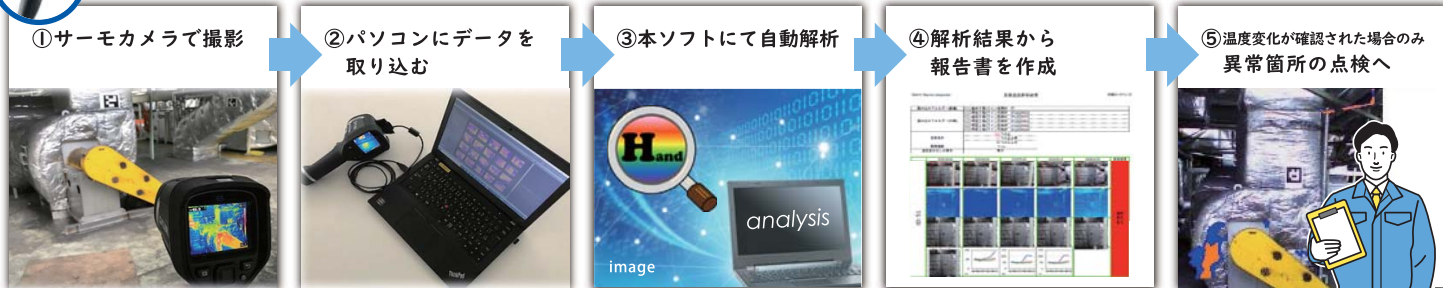 ①サーモカメラで撮影
②パソコンにデータを
取り込む
③本ソフトにて自動解析
④解析結果から
報告書を作成
⑤温度変化が確認された場合のみ
異常箇所の点検へ
Hand
analysis
image
ThinkPad